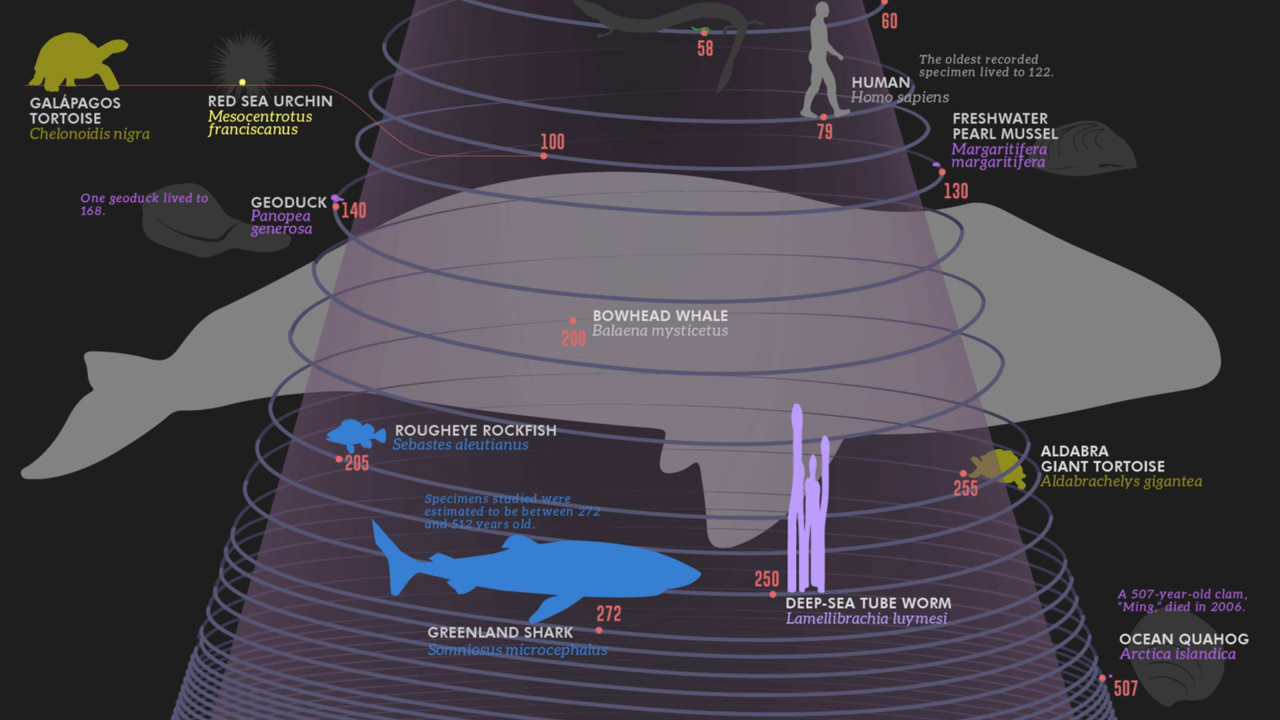 60
58
The oldest recorded
specimen lived to 122.
HUMAN
Homo sapiens
79
GALÁPAGOS
TORTOISE
Chelonoidis nigra
RED SEA URCHIN
Mesocentrotus
franciscanus
100
FRESHWATER
PEARL MUSSEL
Margaritifera
margaritifera
130
One geoduck lived to
168.
GEODUCK
Panopea
generosa
140
BOWHEAD WHALE
Balaena mysticetus
200
ROUGHEYE ROCKFISH
Sebastes aleutianus
205
ALDABRA
GIANT TORTOISE
Aldabrachelys gigantea
255
Specimens studied were
estimated to be between 272
and 512 years old.
250
DEEP-SEA TUBE WORM
Lamellibrachia luymesi
272
GREENLAND SHARK
Somniosus microcephalus
A 507-year-old clam,
"Ming," died in 2006.
OCEAN QUAHOG
Arctica islandica
507